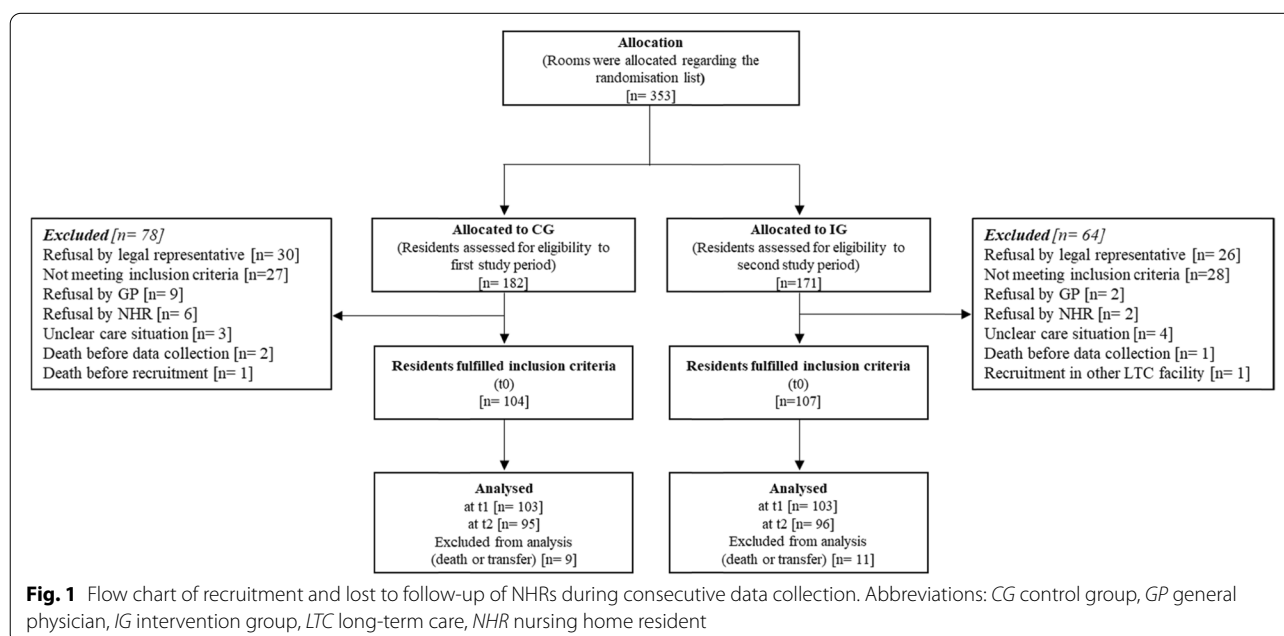 Allocation
(Rooms were allocated regarding the
randomisation list)
[n= 353]
Excluded [n= 78]
Refusal by legal representative [n= 30]
Not meeting inclusion criteria [n=27]
Refusal by GP [n= 9]
Refusal by NHR [n= 6]
Unclear care situation [n= 3]
Death before data collection [n= 2]
Death before recruitment [n= 1]
Allocated to CG
(Residents assessed for eligibility to
first study period)
[n= 182]
Allocated to IG
(Residents assessed for eligibility to
second study period)
[n=171]
Excluded [n= 64]
Refusal by legal representative [n= 26]
Not meeting inclusion criteria [n=28]
Refusal by GP [n= 2]
Refusal by NHR [n= 2]
Unclear care situation [n= 4]
Death before data collection [n= 1]
Recruitment in other LTC facility [n= 1]
Residents fulfilled inclusion criteria
(t0)
[n= 104]
Residents fulfilled inclusion criteria
(t0)
[n=107]
Analysed
at t1 [n= 103]
at t2 [n= 95]
Excluded from analysis
(death or transfer) [n= 9]
Analysed
at t1 [n= 103]
at t2 [n= 96]
Excluded from analysis
(death or transfer) [n= 11]
Fig. 1 Flow chart of recruitment and lost to follow-up of NHRs during consecutive data collection. Abbreviations: CG control group, GP general
physician, IG intervention group, LTC long-term care, NHR nursing home resident